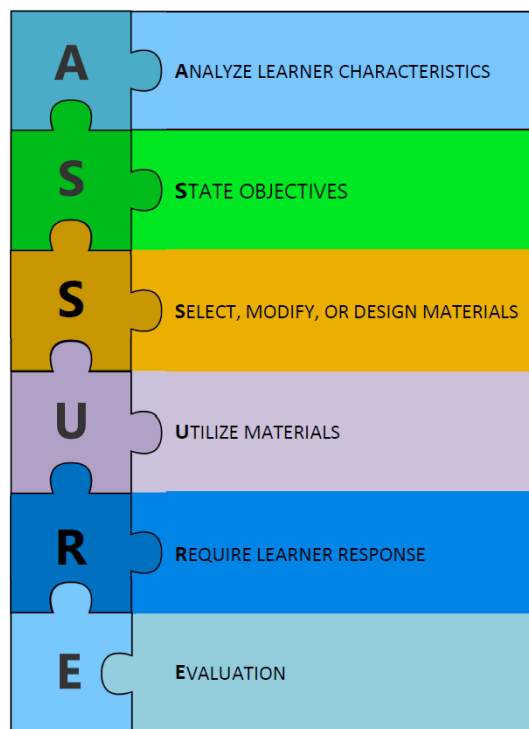 A
ANALYZE LEARNER CHARACTERISTICS
S
STATE OBJECTIVES
S
SELECT, MODIFY, OR DESIGN MATERIALS
U
UTILIZE MATERIALS
R
REQUIRE LEARNER RESPONSE
E
EVALUATION